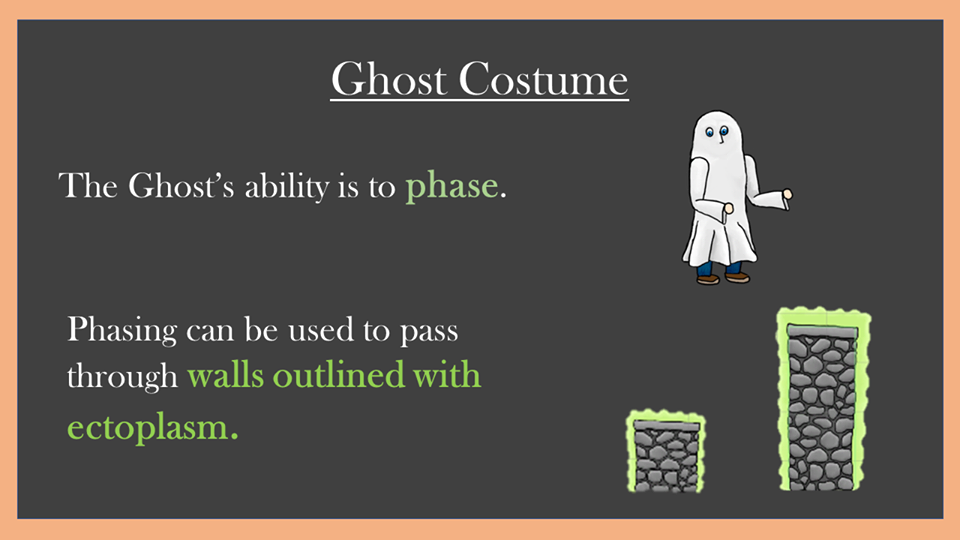 Ghost Costume
The Ghost’s ability is to phase.
Phasing can be used to pass
through walls outlined with
ectoplasm.